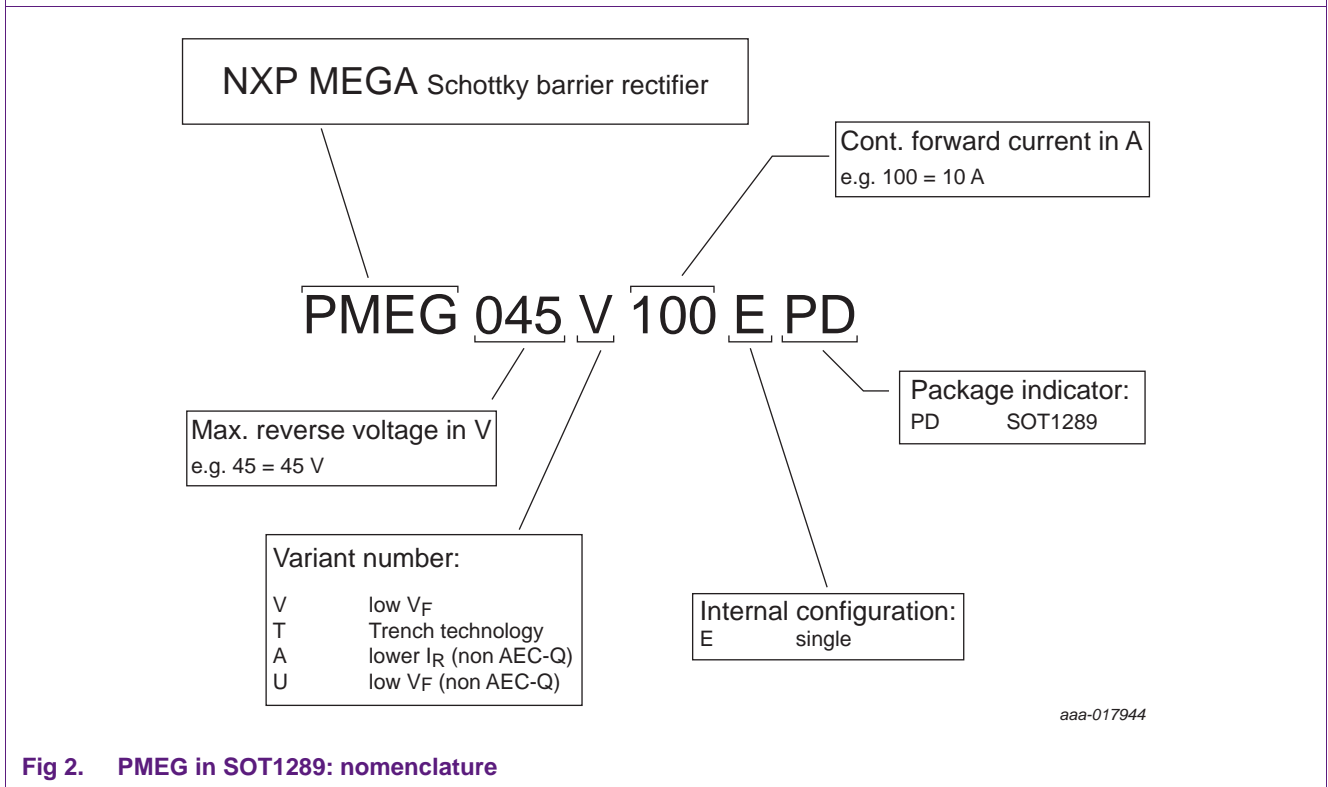 NXP MEGA Schottky barrier rectifier
Cont. forward current in A
e.g. 100 = 10 A
PMEG 045 V 100 E PD
Package indicator:
PD SOT1289
Max. reverse voltage in V
e.g. 45 = 45 V
Variant number:
V low VF
T Trench technology
A lower IR (non AEC-Q)
U low VF (non AEC-Q)
Internal configuration:
E single
aaa-017944
Fig 2. PMEG in SOT1289: nomenclature